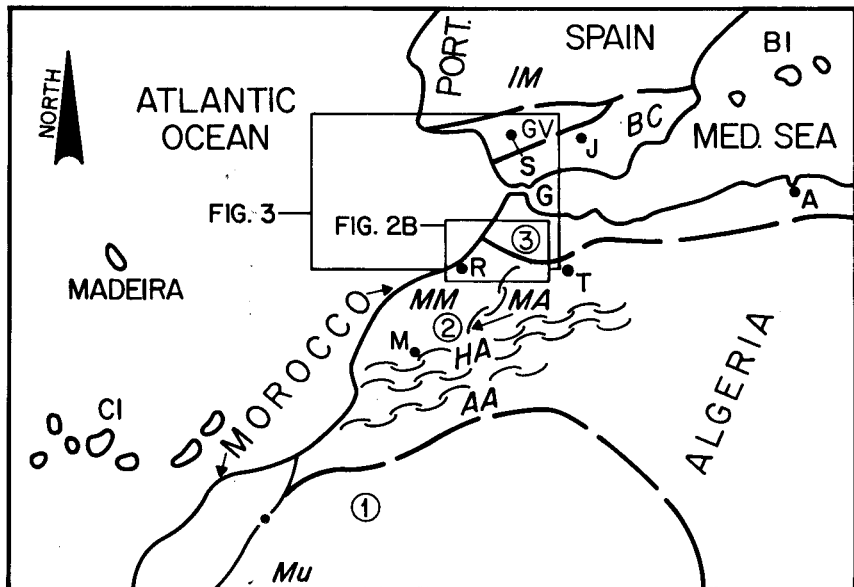 PORT.
SPAIN
BI
IM
NORTH
ATLANTIC
OCEAN
GV
BC
J
MED. SEA
S
G
A
FIG. 3
FIG. 2B
3
R
T
MADEIRA
MM
MA
2
M
HA
MOROCCO
AA
ALGERIA
CI
1
Mu